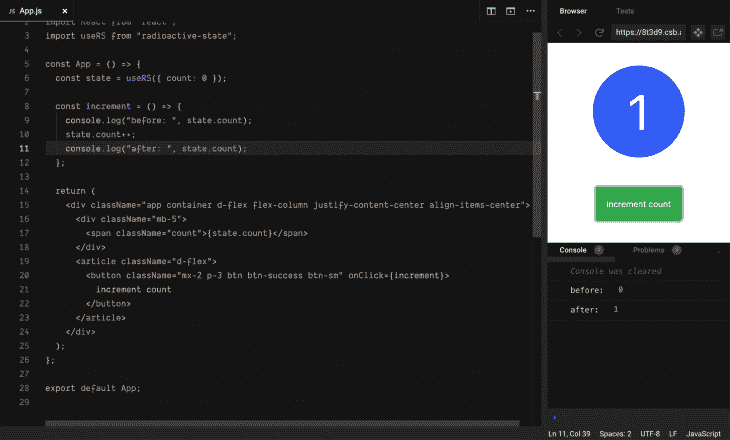 JS App.js ×
2 import React from "react";
3 import useRS from "radioactive-state";
4
5 const App = () => {
6 const state = useRS({ count: 0 });
7
8 const increment = () => {
9 console.log("before: ", state.count);
10 state.count++;
11 console.log("after: ", state.count);
12 };
13
14 return (
15 <div className="app container d-flex flex-column justify-content-center align-items-center">
16 <div className="mb-5">
17 <span className="count">{state.count}</span>
18 </div>
19 <article className="d-flex">
20 <button className="mx-2 p-3 btn btn-success btn-sm" onClick={increment}>
21 increment count
22 </button>
23 </article>
24 </div>
25 );
26 };
27
28 export default App;
29
Browser Tests
https://8t3d9.csb.a
1
increment count
Console Problems
Console was cleared
before: 0
after: 1
›
Ln 11, Col 39 Spaces: 2 UTF-8 LF JavaScript